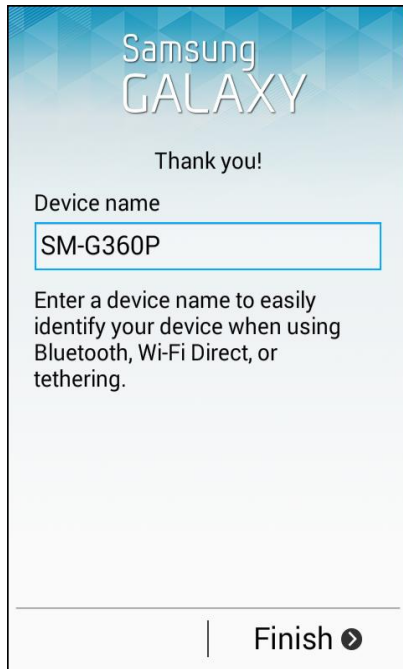 Samsung
GALAXY
Thank you!
Device name
SM-G360P
Enter a device name to easily
identify your device when using
Bluetooth, Wi-Fi Direct, or
tethering.
Finish